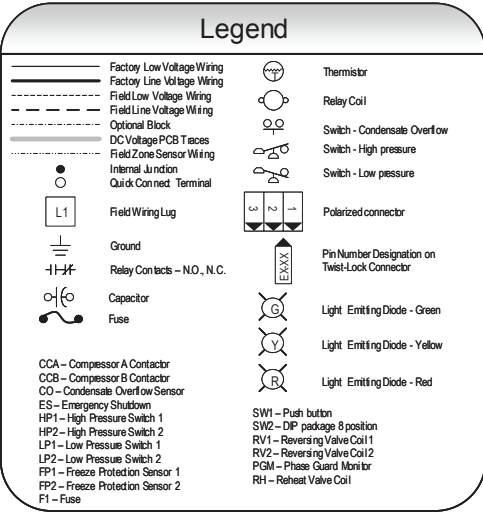 Legend
Factory Low Voltage Wiring
Factory Line Voltage Wiring
Field Low Voltage Wiring
Field Line Voltage Wiring
Optional Block
DC Voltage PCB Traces
Field Zone Sensor Wiring
Internal Junction
Quick Connect Terminal
L1
Field Wiring Lug
Ground
Relay Contacts – N.O., N.C.
Capacitor
Fuse
T
Thermistor
Relay Coil
Switch - Condensate Overflow
Switch - High pressure
Switch - Low pressure
3 2 1
Polarized connector
EX-XX
Pin Number Designation on
Twist-Lock Connector
G
Light Emitting Diode - Green
Y
Light Emitting Diode - Yellow
R
Light Emitting Diode - Red
CCA – Compressor A Contactor
CCB – Compressor B Contactor
CO – Condensate Overflow Sensor
ES – Emergency Shutdown
HP1 – High Pressure Switch 1
HP2 – High Pressure Switch 2
LP1 – Low Pressure Switch 1
LP2 – Low Pressure Switch 2
FP1 – Freeze Protection Sensor 1
FP2 – Freeze Protection Sensor 2
F1 – Fuse
SW1 – Push button
SW2 – DIP package 8 position
RV1 – Reversing Valve Coil 1
RV2 – Reversing Valve Coil 2
PGM – Phase Guard Monitor
RH – Reheat Valve Coil